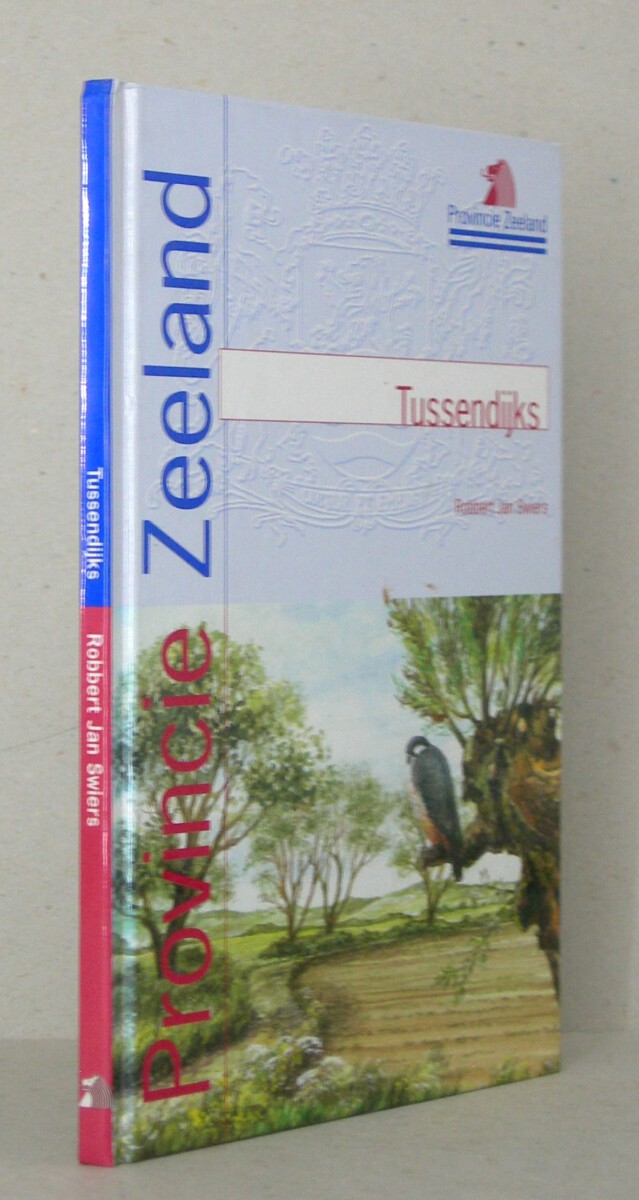 Tussendijks
Robbert Jan Swiers
Provincie Zeeland
Provincie Zeeland
Tussendijks
Robbert Jan Swiers